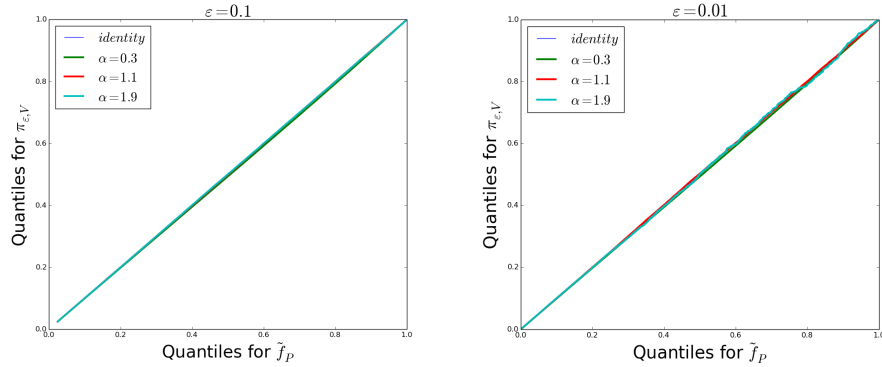 ε=0.1
identity
α=0.3
α=1.1
α=1.9
Quantiles for π_{ε,V}
1.0
0.8
0.6
0.4
0.2
0.0
0.0 0.2 0.4 0.6 0.8 1.0
Quantiles for f̃_P
ε=0.01
identity
α=0.3
α=1.1
α=1.9
Quantiles for π_{ε,V}
1.0
0.8
0.6
0.4
0.2
0.0
0.0 0.2 0.4 0.6 0.8 1.0
Quantiles for f̃_P